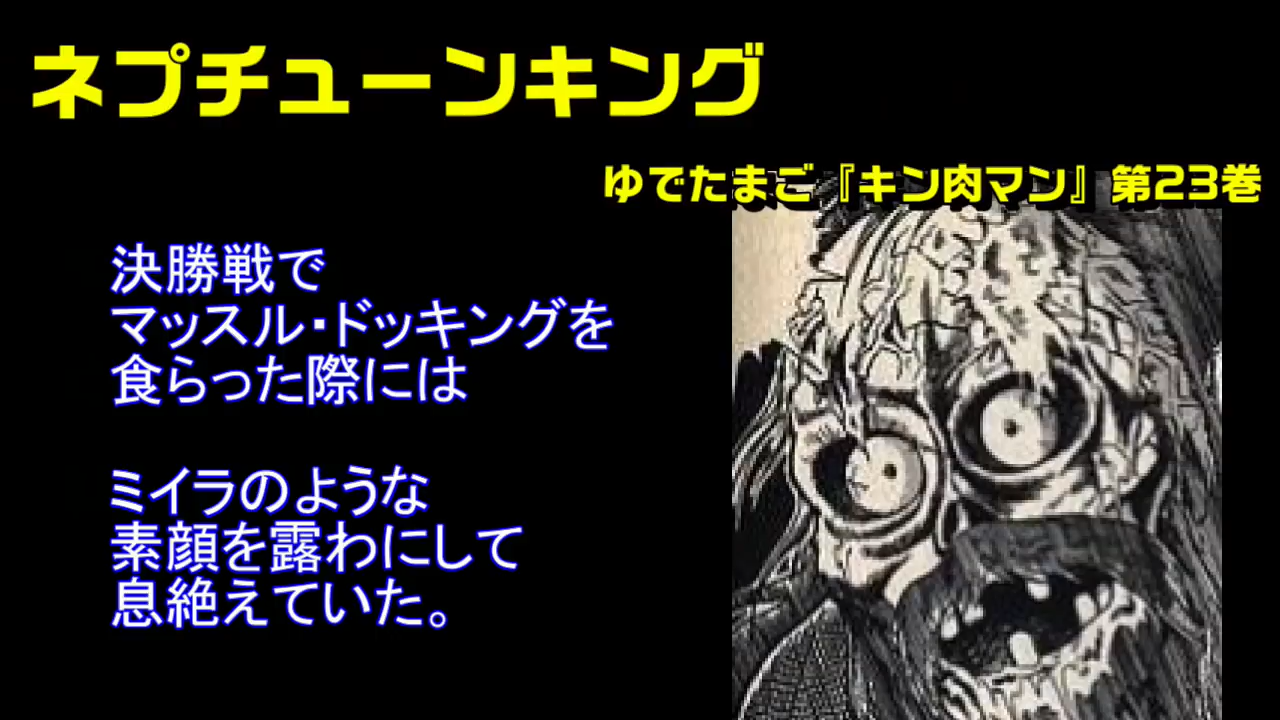 ネプチューンキング
ゆでたまご『キン肉マン』第23巻
決勝戦で
マッスル・ドッキングを
食らった際には
ミイラのような
素顔を露わにして
息絶えていた。